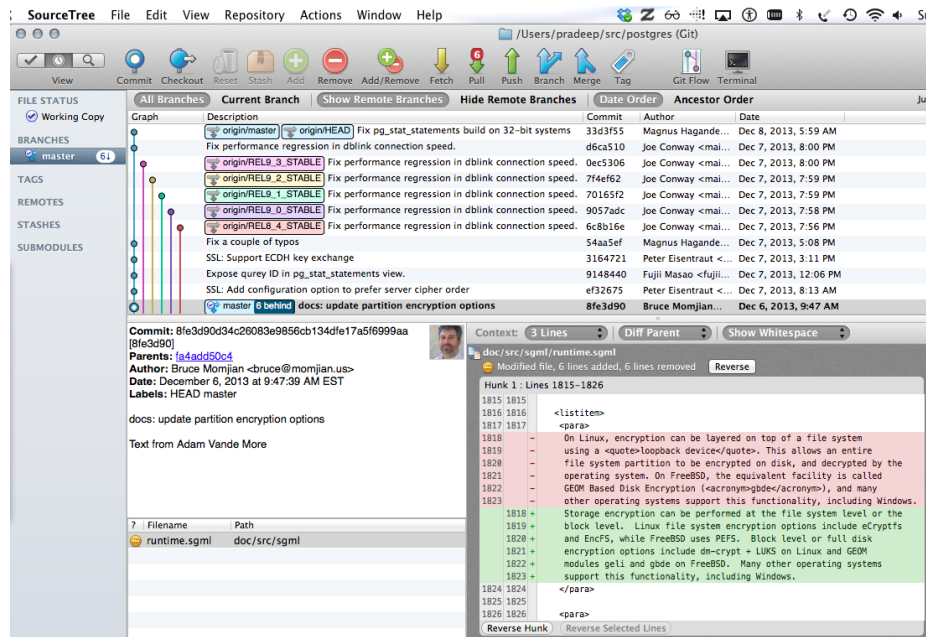 SourceTree File Edit View Repository Actions Window Help
/Users/pradeep/src/postgres (Git)
6
View Commit Checkout Reset Stash Add Remove Add/Remove Fetch Pull Push Branch Merge Tag Git Flow Terminal
FILE STATUS
Working Copy
BRANCHES
master 6↓
TAGS
REMOTES
STASHES
SUBMODULES
All Branches Current Branch Show Remote Branches Hide Remote Branches Date Order Ancestor Order Ju
Graph Description Commit Author Date
origin/master origin/HEAD Fix pg_stat_statements build on 32-bit systems 33d3f55 Magnus Hagande... Dec 8, 2013, 5:59 AM
Fix performance regression in dblink connection speed. d6ca510 Joe Conway <mai... Dec 7, 2013, 8:00 PM
origin/REL9_3_STABLE Fix performance regression in dblink connection speed. 0ec5306 Joe Conway <mai... Dec 7, 2013, 8:00 PM
origin/REL9_2_STABLE Fix performance regression in dblink connection speed. 7f4ef62 Joe Conway <mai... Dec 7, 2013, 7:59 PM
origin/REL9_1_STABLE Fix performance regression in dblink connection speed. 70165f2 Joe Conway <mai... Dec 7, 2013, 7:59 PM
origin/REL9_0_STABLE Fix performance regression in dblink connection speed. 9057adc Joe Conway <mai... Dec 7, 2013, 7:58 PM
origin/REL8_4_STABLE Fix performance regression in dblink connection speed. 6c8b16e Joe Conway <mai... Dec 7, 2013, 7:56 PM
Fix a couple of typos 54aa5ef Magnus Hagande... Dec 7, 2013, 5:08 PM
SSL: Support ECDH key exchange 3164721 Peter Eisentraut <... Dec 7, 2013, 3:11 PM
Expose qurey ID in pg_stat_statements view. 9148440 Fujii Masao <fujii... Dec 7, 2013, 12:06 PM
SSL: Add configuration option to prefer server cipher order ef32675 Peter Eisentraut <... Dec 7, 2013, 8:13 AM
master 6 behind docs: update partition encryption options 8fe3d90 Bruce Momjian... Dec 6, 2013, 9:47 AM
Commit: 8fe3d90d34c26083e9856cb134dfe17a5f6999aa
[8fe3d90]
Parents: fa4add50c4
Author: Bruce Momjian <bruce@momjian.us>
Date: December 6, 2013 at 9:47:39 AM EST
Labels: HEAD master
docs: update partition encryption options
Text from Adam Vande More
? Filename Path
runtime.sgml doc/src/sgml
Context: 3 Lines Diff Parent Show Whitespace
doc/src/sgml/runtime.sgml
Modified file, 6 lines added, 6 lines removed Reverse
Hunk 1 : Lines 1815-1826
1815 1815
1816 1816 <listitem>
1817 1817 <para>
1818 - On Linux, encryption can be layered on top of a file system
1819 - using a <quote>loopback device</quote>. This allows an entire
1820 - file system partition to be encrypted on disk, and decrypted by the
1821 - operating system. On FreeBSD, the equivalent facility is called
1822 - GEOM Based Disk Encryption (<acronym>gbde</acronym>), and many
1823 - other operating systems support this functionality, including Windows.
1818 + Storage encryption can be performed at the file system level or the
1819 + block level. Linux file system encryption options include eCryptfs
1820 + and EncFS, while FreeBSD uses PEFS. Block level or full disk
1821 + encryption options include dm-crypt + LUKS on Linux and GEOM
1822 + modules geli and gbde on FreeBSD. Many other operating systems
1823 + support this functionality, including Windows.
1824 1824 </para>
1825 1825
1826 1826 <para>
Reverse Hunk Reverse Selected Lines